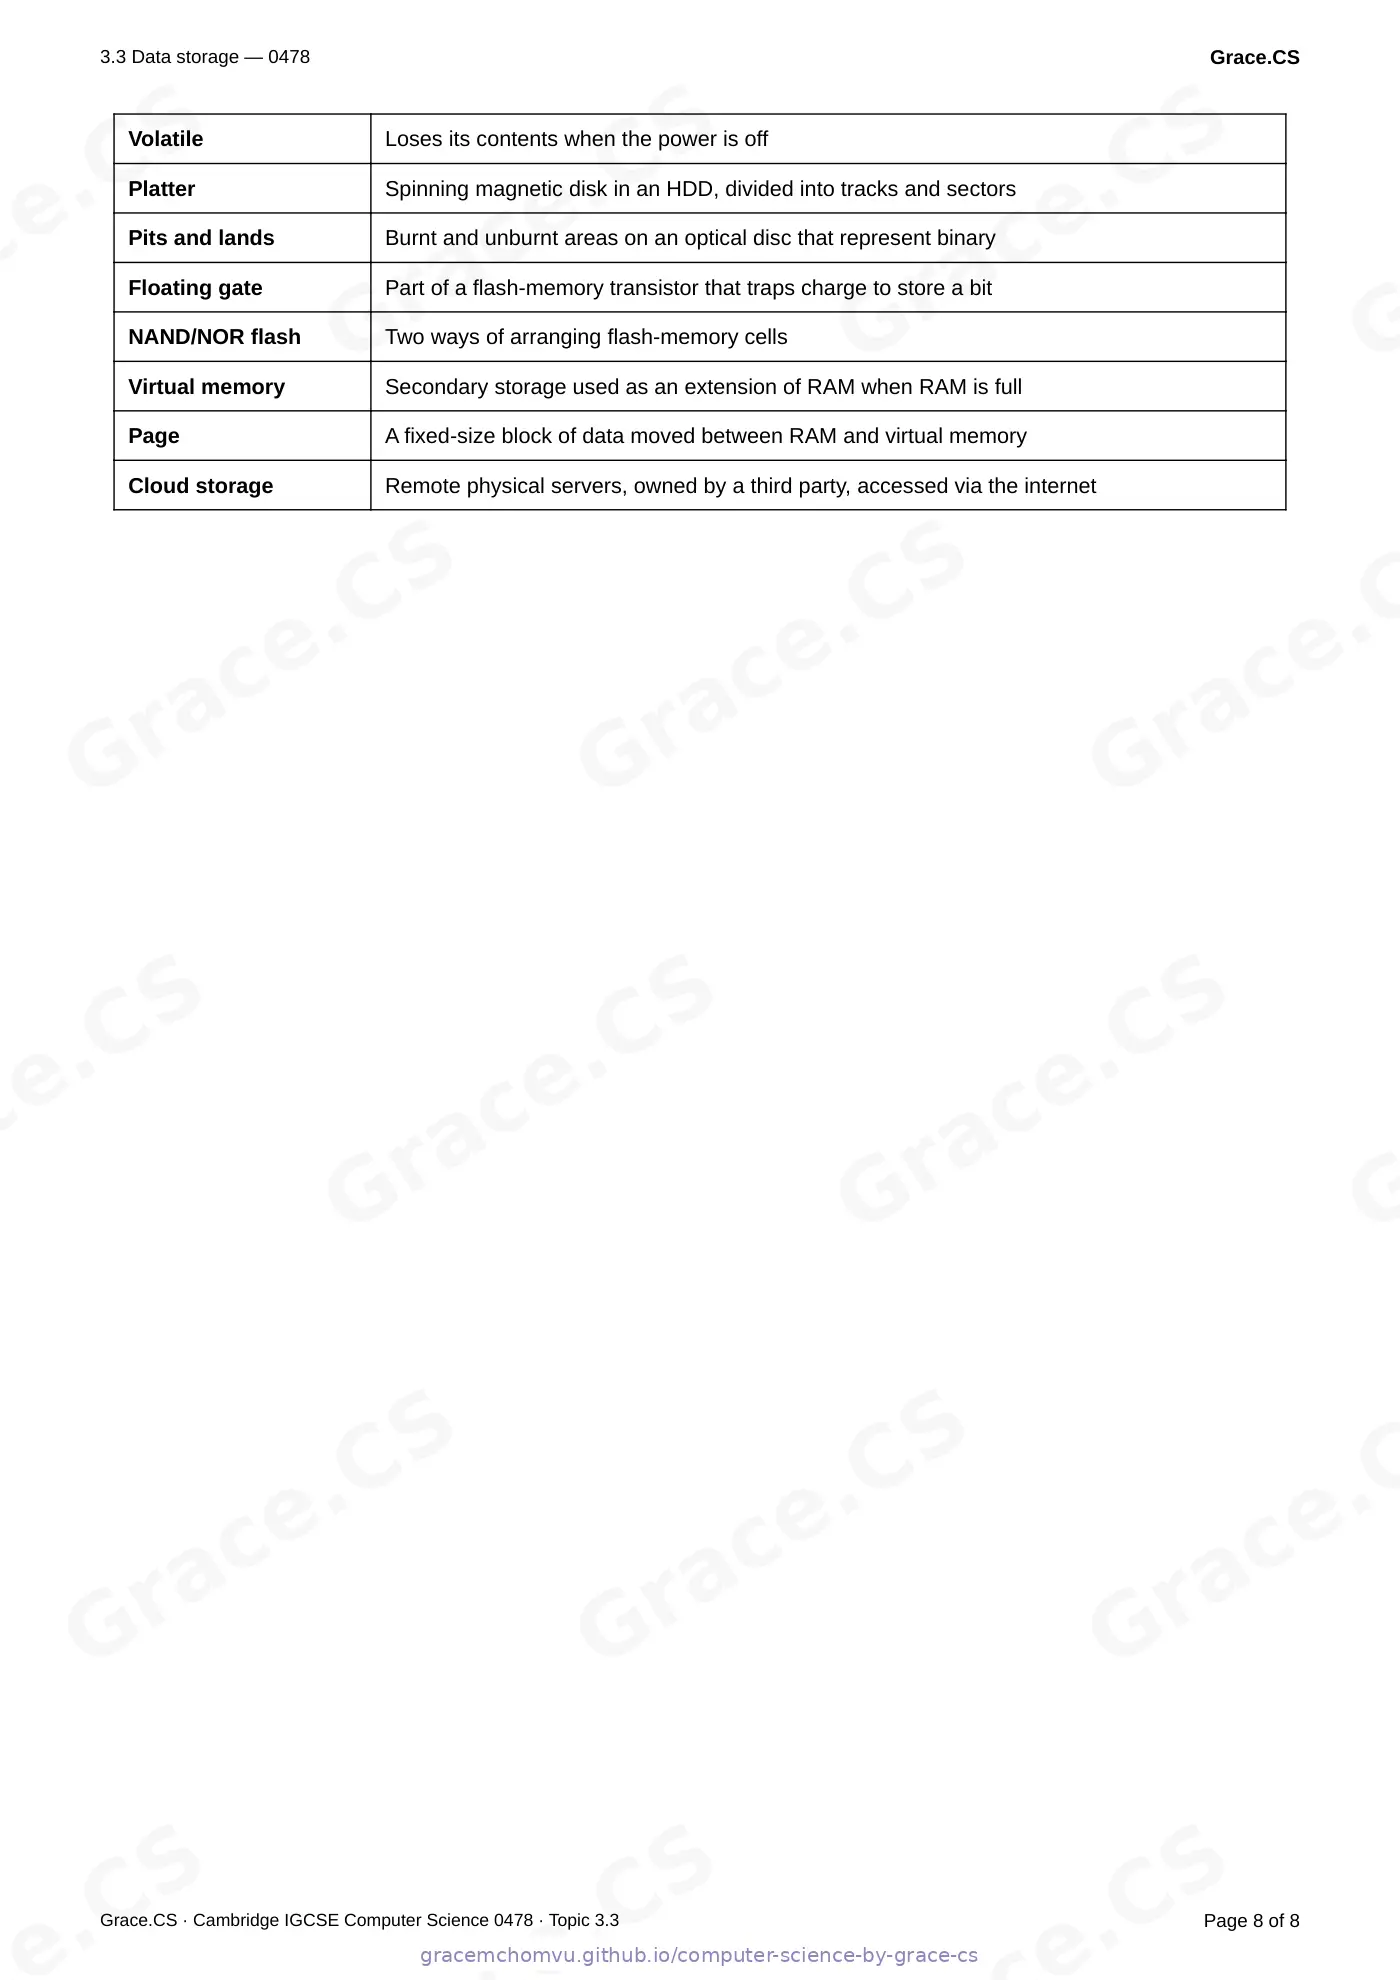 3.3 Data storage — 0478
Grace.CS
Volatile
Loses its contents when the power is off
Platter
Spinning magnetic disk in an HDD, divided into tracks and sectors
Pits and lands
Burnt and unburnt areas on an optical disc that represent binary
Floating gate
Part of a flash-memory transistor that traps charge to store a bit
NAND/NOR flash
Two ways of arranging flash-memory cells
Virtual memory
Secondary storage used as an extension of RAM when RAM is full
Page
A fixed-size block of data moved between RAM and virtual memory
Cloud storage
Remote physical servers, owned by a third party, accessed via the internet
Grace.CS · Cambridge IGCSE Computer Science 0478 · Topic 3.3
Page 8 of 8
gracemchomvu.github.io/computer-science-by-grace-cs